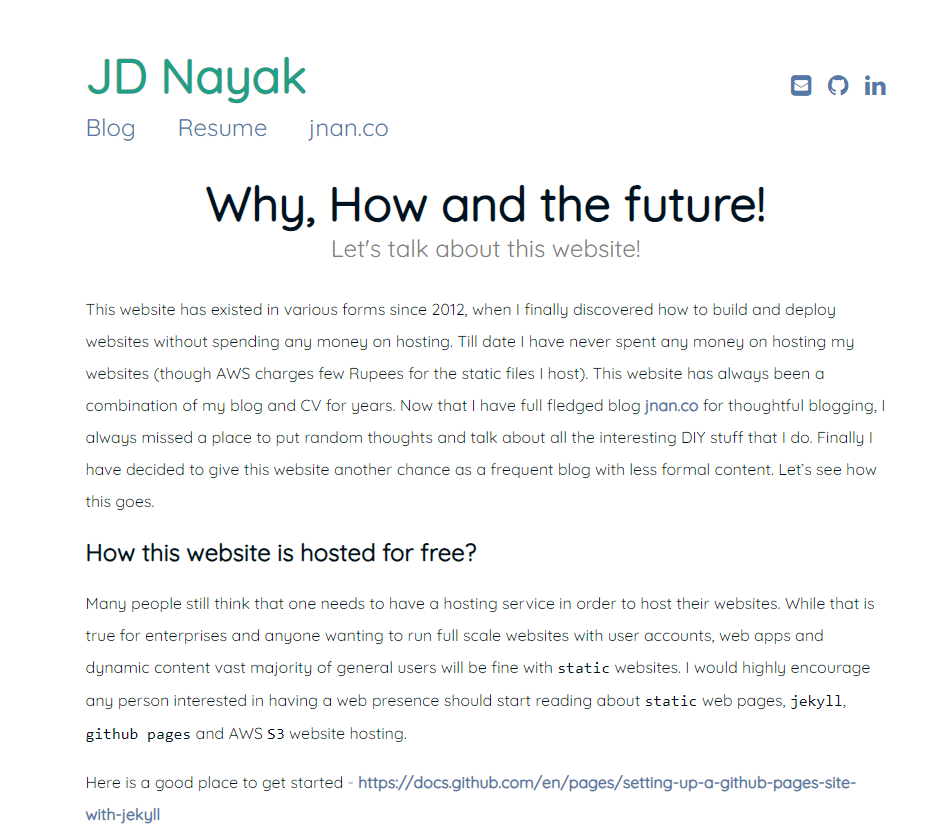 JD Nayak
Blog Resume jnan.co
Why, How and the future!
Let's talk about this website!
This website has existed in various forms since 2012, when I finally discovered how to build and deploy
websites without spending any money on hosting. Till date I have never spent any money on hosting my
websites (though AWS charges few Rupees for the static files I host). This website has always been a
combination of my blog and CV for years. Now that I have full fledged blog jnan.co for thoughtful blogging, I
always missed a place to put random thoughts and talk about all the interesting DIY stuff that I do. Finally I
have decided to give this website another chance as a frequent blog with less formal content. Let’s see how
this goes.
How this website is hosted for free?
Many people still think that one needs to have a hosting service in order to host their websites. While that is
true for enterprises and anyone wanting to run full scale websites with user accounts, web apps and
dynamic content vast majority of general users will be fine with static websites. I would highly encourage
any person interested in having a web presence should start reading about static web pages, jekyll,
github pages and AWS S3 website hosting.
Here is a good place to get started - https://docs.github.com/en/pages/setting-up-a-github-pages-site-
with-jekyll